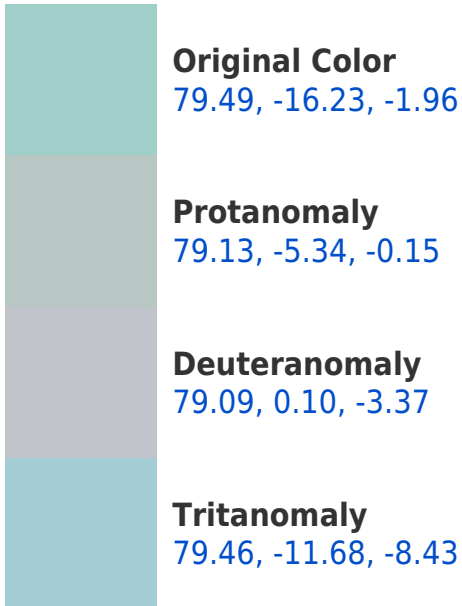 Original Color
79.49, -16.23, -1.96
Protanomaly
79.13, -5.34, -0.15
Deuteranomaly
79.09, 0.10, -3.37
Tritanomaly
79.46, -11.68, -8.43